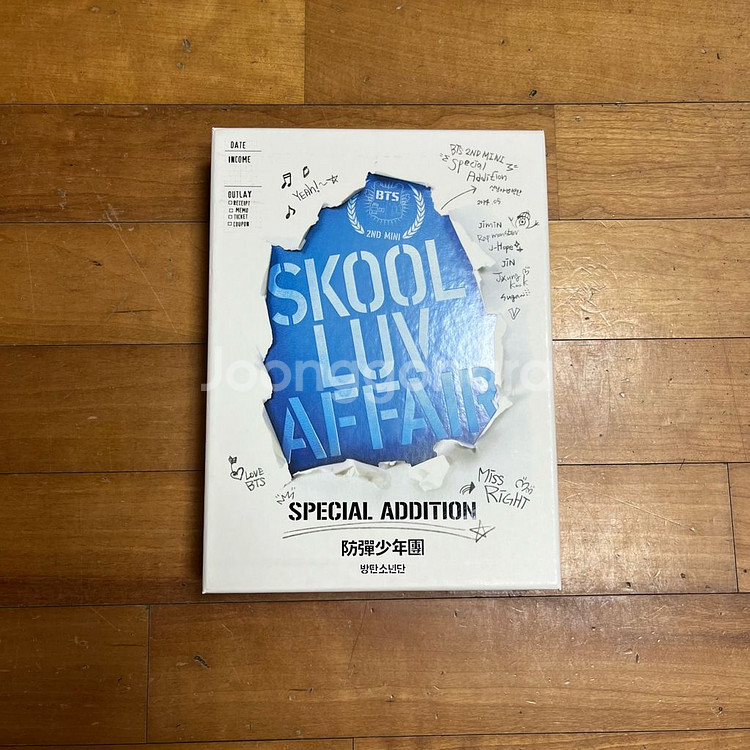 DATE
INCOME
OUTLAY
RECEIPT
MEMO
TICKET
COUPON
Yeah!~☆
BTS 2ND MINI
Special
Addition
2014.05
Jimin
Rap monster
J-Hope
JIN
Jung
Kook
Suga
BTS
2ND MINI
SKOOL
LUV
AFFAIR
Joonggonara
LOVE
BTS
MISS
RIGHT
SPECIAL ADDITION
防彈少年團
방탄소년단